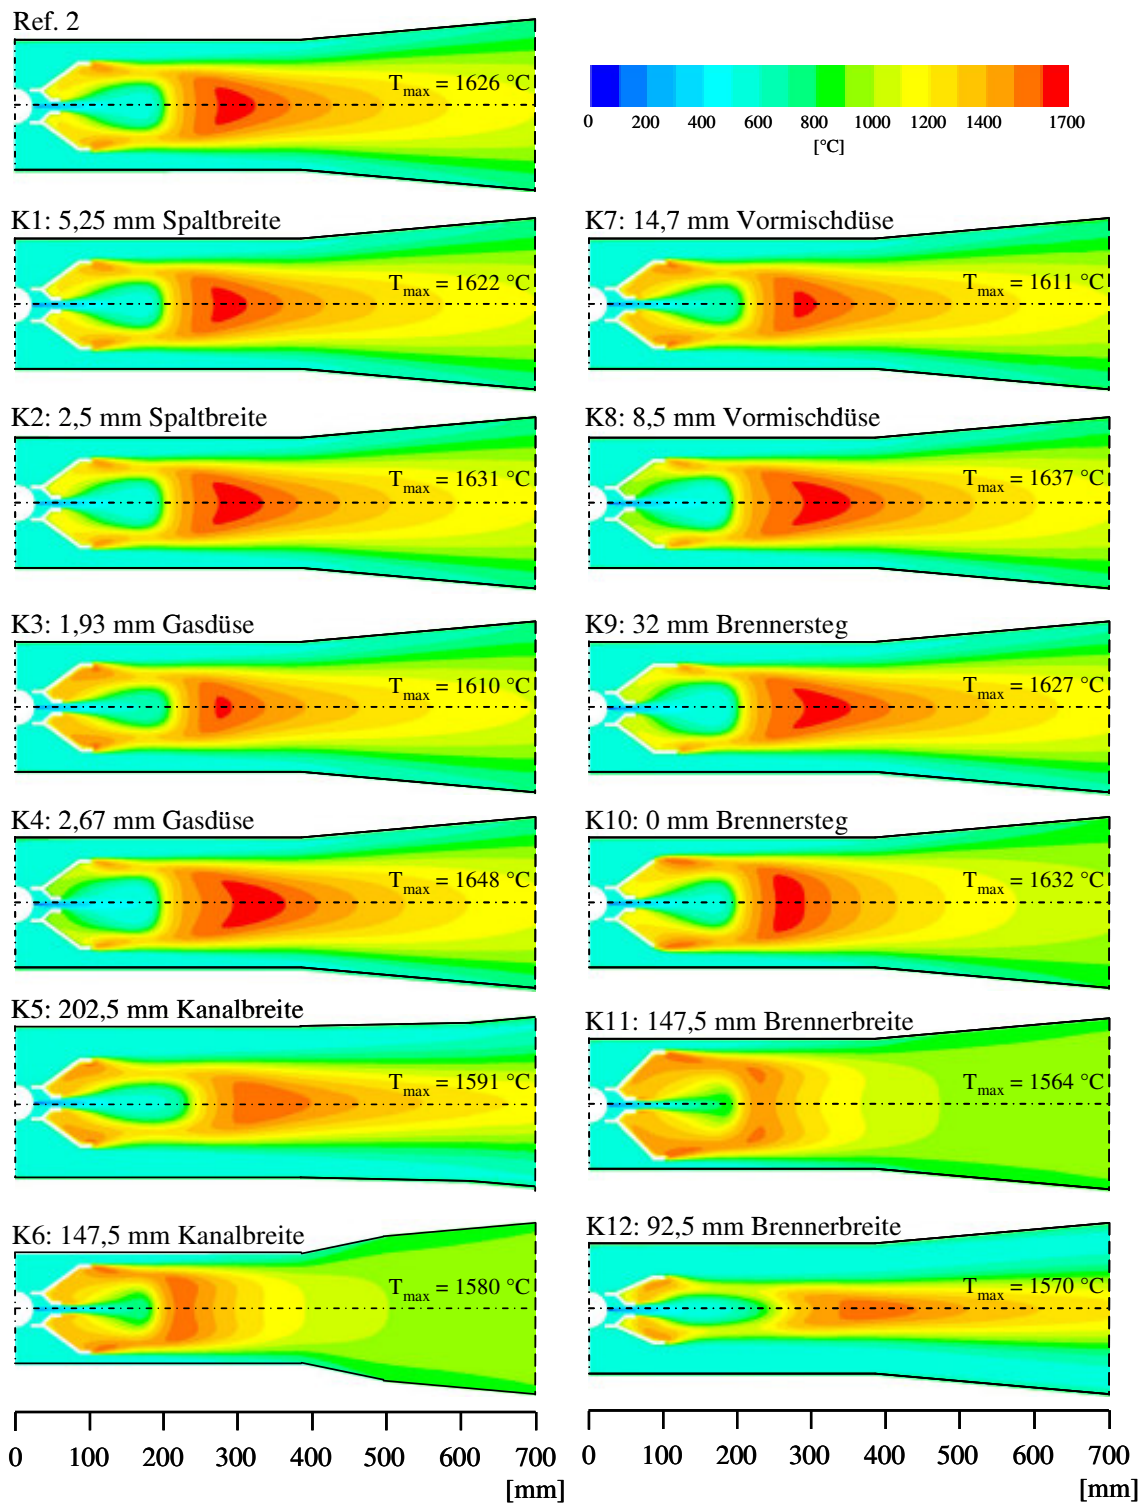 Ref. 2
T_max = 1626 °C
0 200 400 600 800 1000 1200 1400 1700
[°C]
K1: 5,25 mm Spaltbreite
T_max = 1622 °C
K7: 14,7 mm Vormischdüse
T_max = 1611 °C
K2: 2,5 mm Spaltbreite
T_max = 1631 °C
K8: 8,5 mm Vormischdüse
T_max = 1637 °C
K3: 1,93 mm Gasdüse
T_max = 1610 °C
K9: 32 mm Brennersteg
T_max = 1627 °C
K4: 2,67 mm Gasdüse
T_max = 1648 °C
K10: 0 mm Brennersteg
T_max = 1632 °C
K5: 202,5 mm Kanalbreite
T_max = 1591 °C
K11: 147,5 mm Brennerbreite
T_max = 1564 °C
K6: 147,5 mm Kanalbreite
T_max = 1580 °C
K12: 92,5 mm Brennerbreite
T_max = 1570 °C
0 100 200 300 400 500 600 700
[mm]
0 100 200 300 400 500 600 700
[mm]